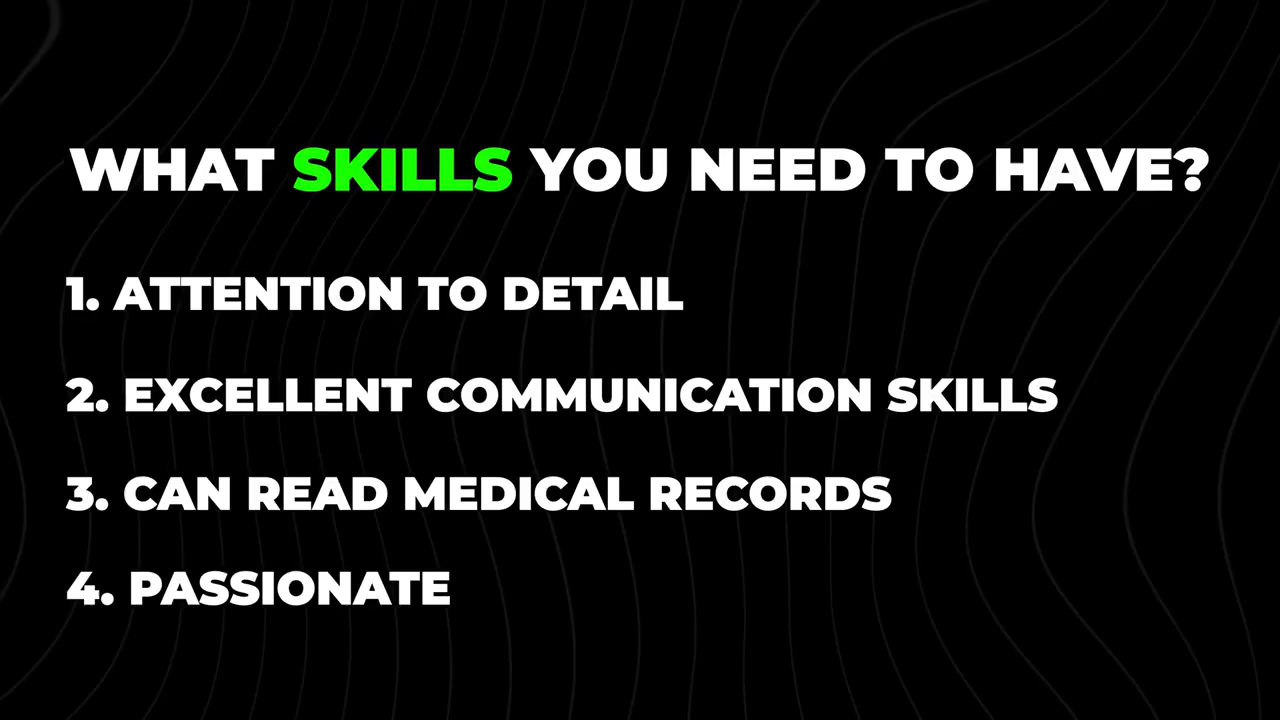 WHAT SKILLS YOU NEED TO HAVE?
1. ATTENTION TO DETAIL
2. EXCELLENT COMMUNICATION SKILLS
3. CAN READ MEDICAL RECORDS
4. PASSIONATE